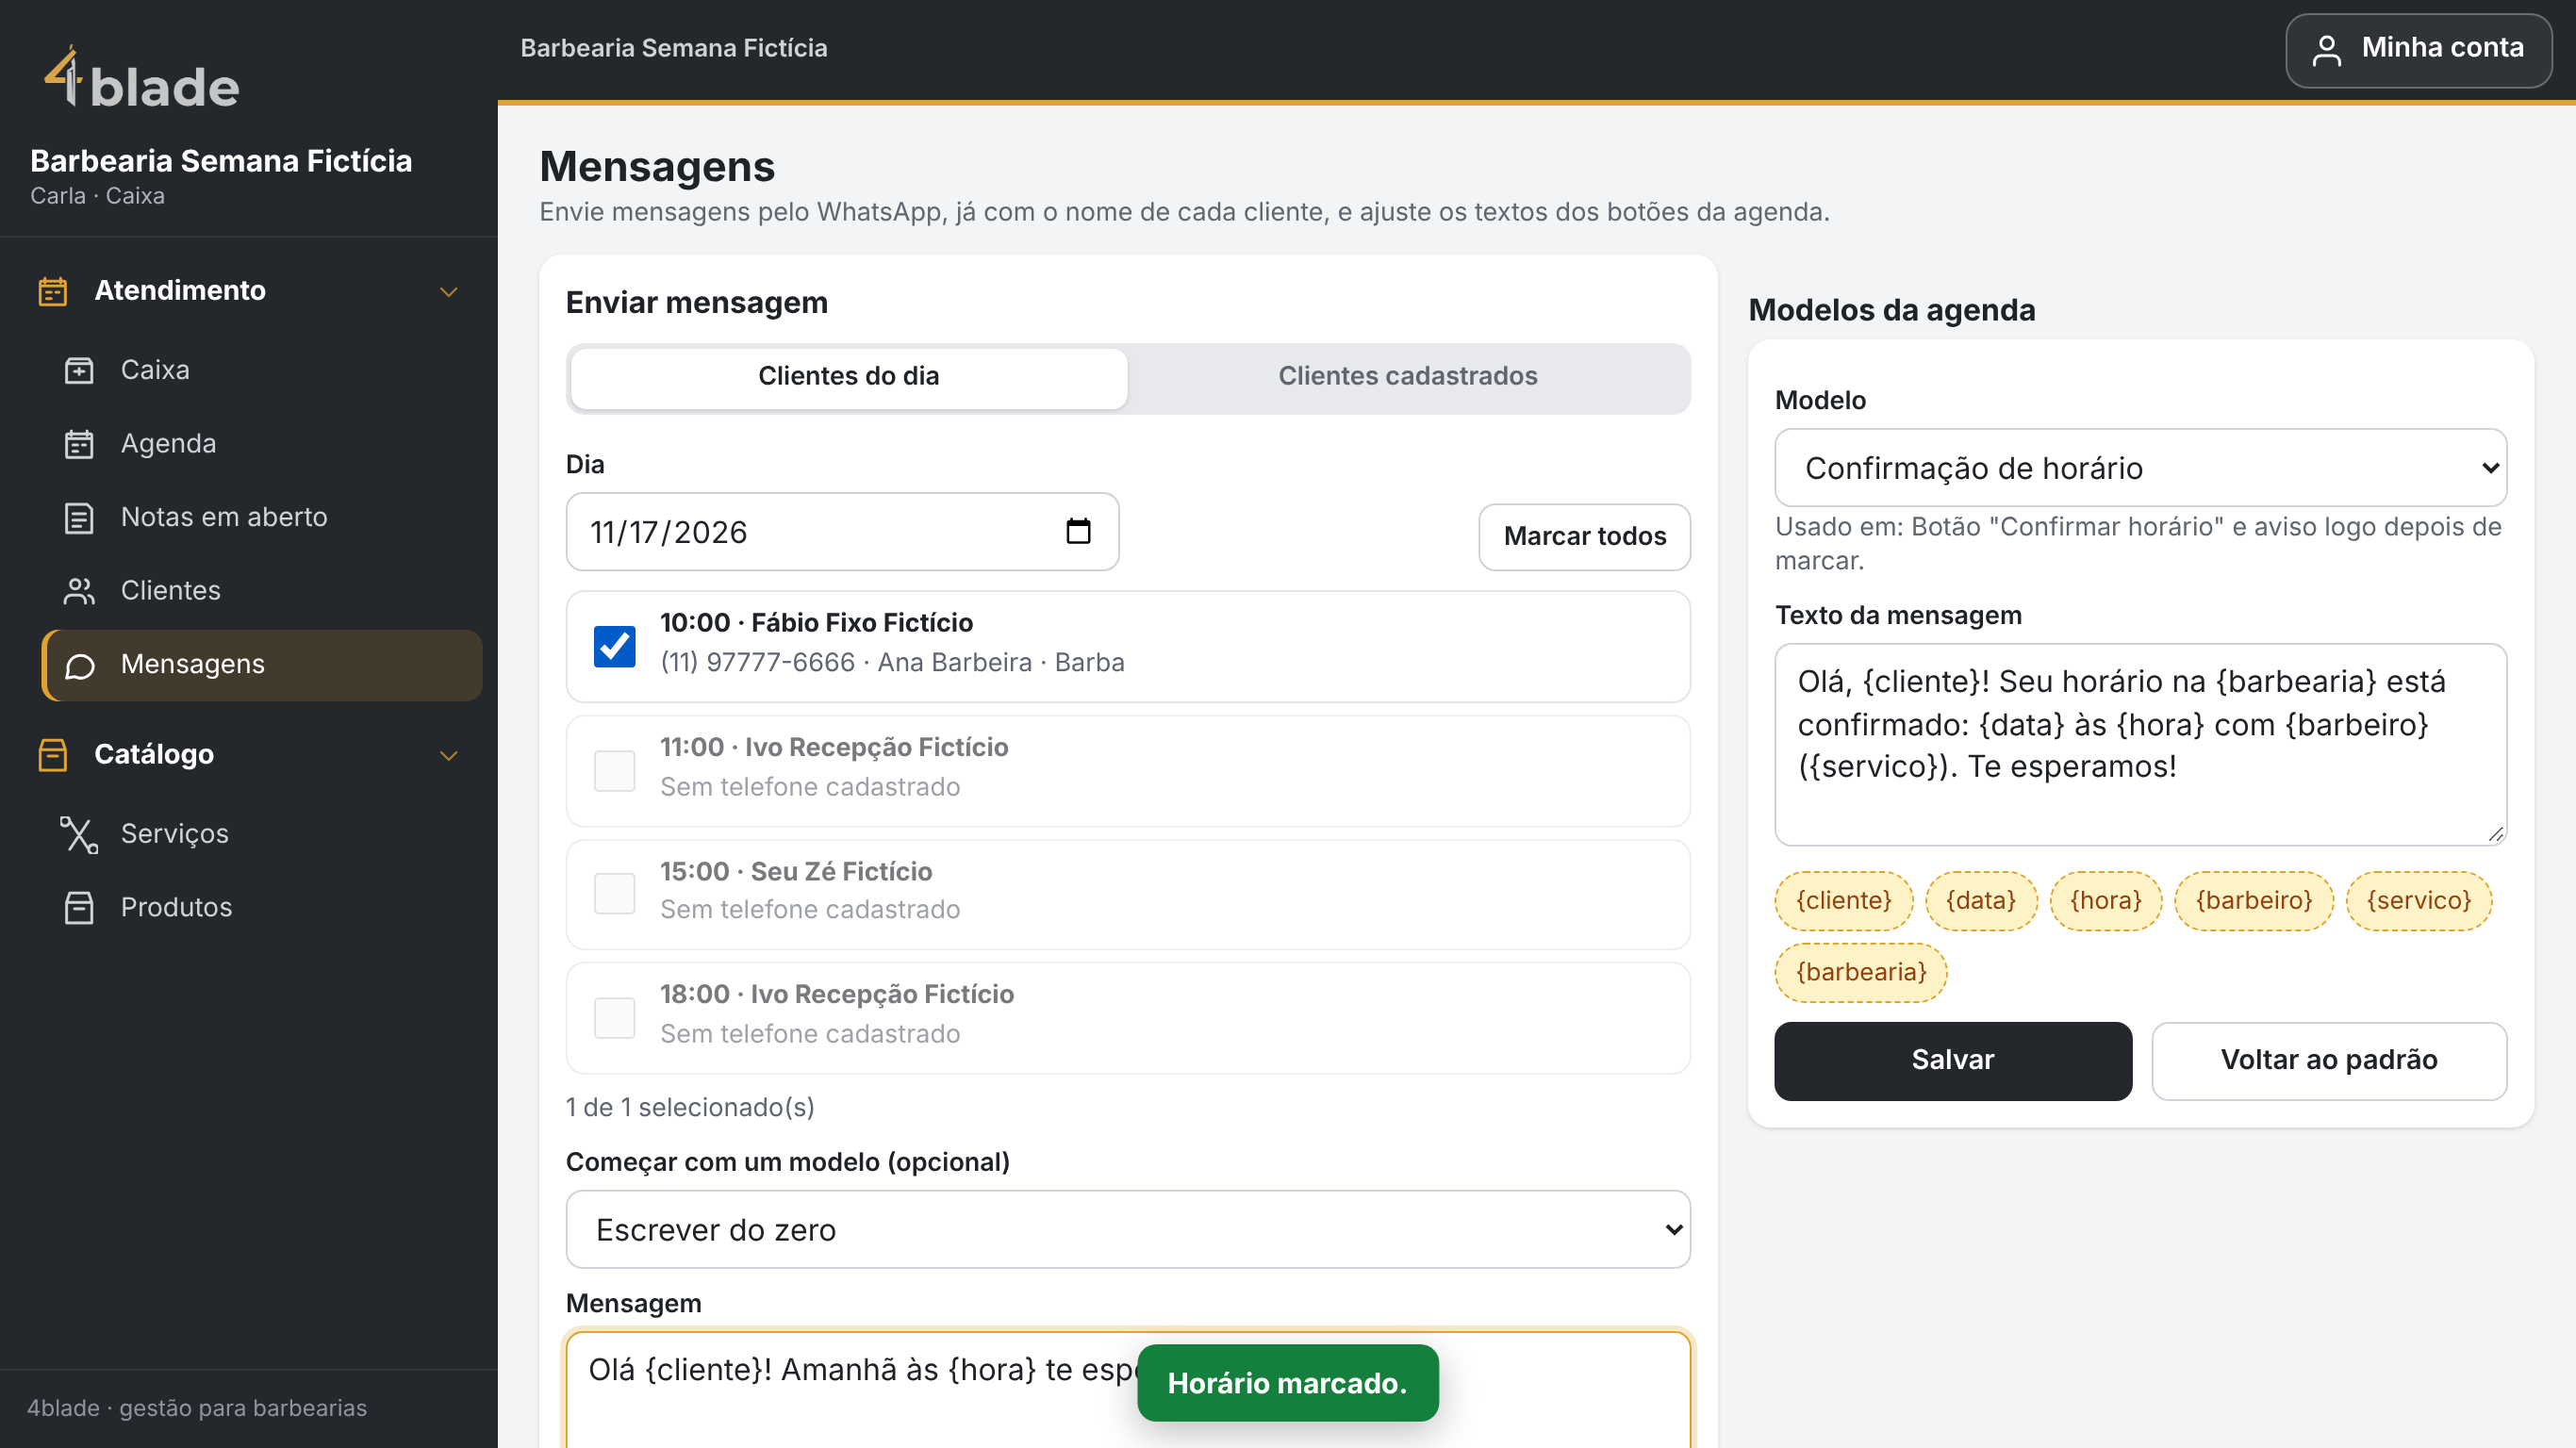 4blade
Barbearia Semana Fictícia
Carla · Caixa
Atendimento
Caixa
Agenda
Notas em aberto
Clientes
Mensagens
Catálogo
Serviços
Produtos
4blade · gestão para barbearias
Barbearia Semana Fictícia
Minha conta
Mensagens
Envie mensagens pelo WhatsApp, já com o nome de cada cliente, e ajuste os textos dos botões da agenda.
Enviar mensagem
Clientes do dia
Clientes cadastrados
Dia
11/17/2026
Marcar todos
10:00 · Fábio Fixo Fictício
(11) 97777-6666 · Ana Barbeira · Barba
11:00 · Ivo Recepção Fictício
Sem telefone cadastrado
15:00 · Seu Zé Fictício
Sem telefone cadastrado
18:00 · Ivo Recepção Fictício
Sem telefone cadastrado
1 de 1 selecionado(s)
Começar com um modelo (opcional)
Escrever do zero
Mensagem
Olá {cliente}! Amanhã às {hora} te
Horário marcado.
Modelos da agenda
Modelo
Confirmação de horário
Usado em: Botão "Confirmar horário" e aviso logo depois de
marcar.
Texto da mensagem
Olá, {cliente}! Seu horário na {barbearia} está
confirmado: {data} às {hora} com {barbeiro}
({servico}). Te esperamos!
{cliente}
{data}
{hora}
{barbeiro}
{servico}
{barbearia}
Salvar
Voltar ao padrão